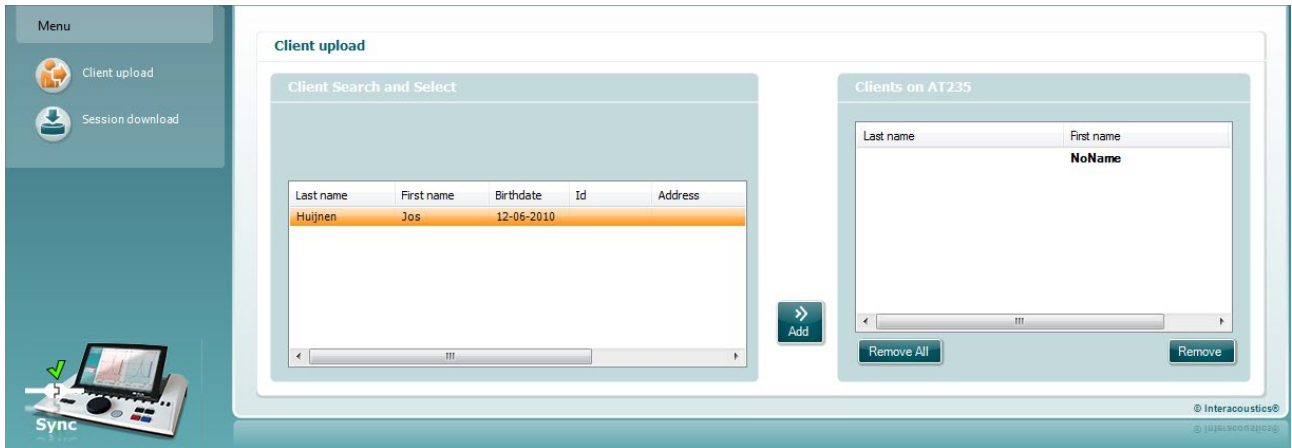 Menu
Client upload
Session download
Sync
Client upload
Client Search and Select
Last name First name Birthdate Id Address
Huijnen Jos 12-06-2010
Add
Clients on AT235
Last name First name
NoName
Remove All Remove
© Interacoustics®